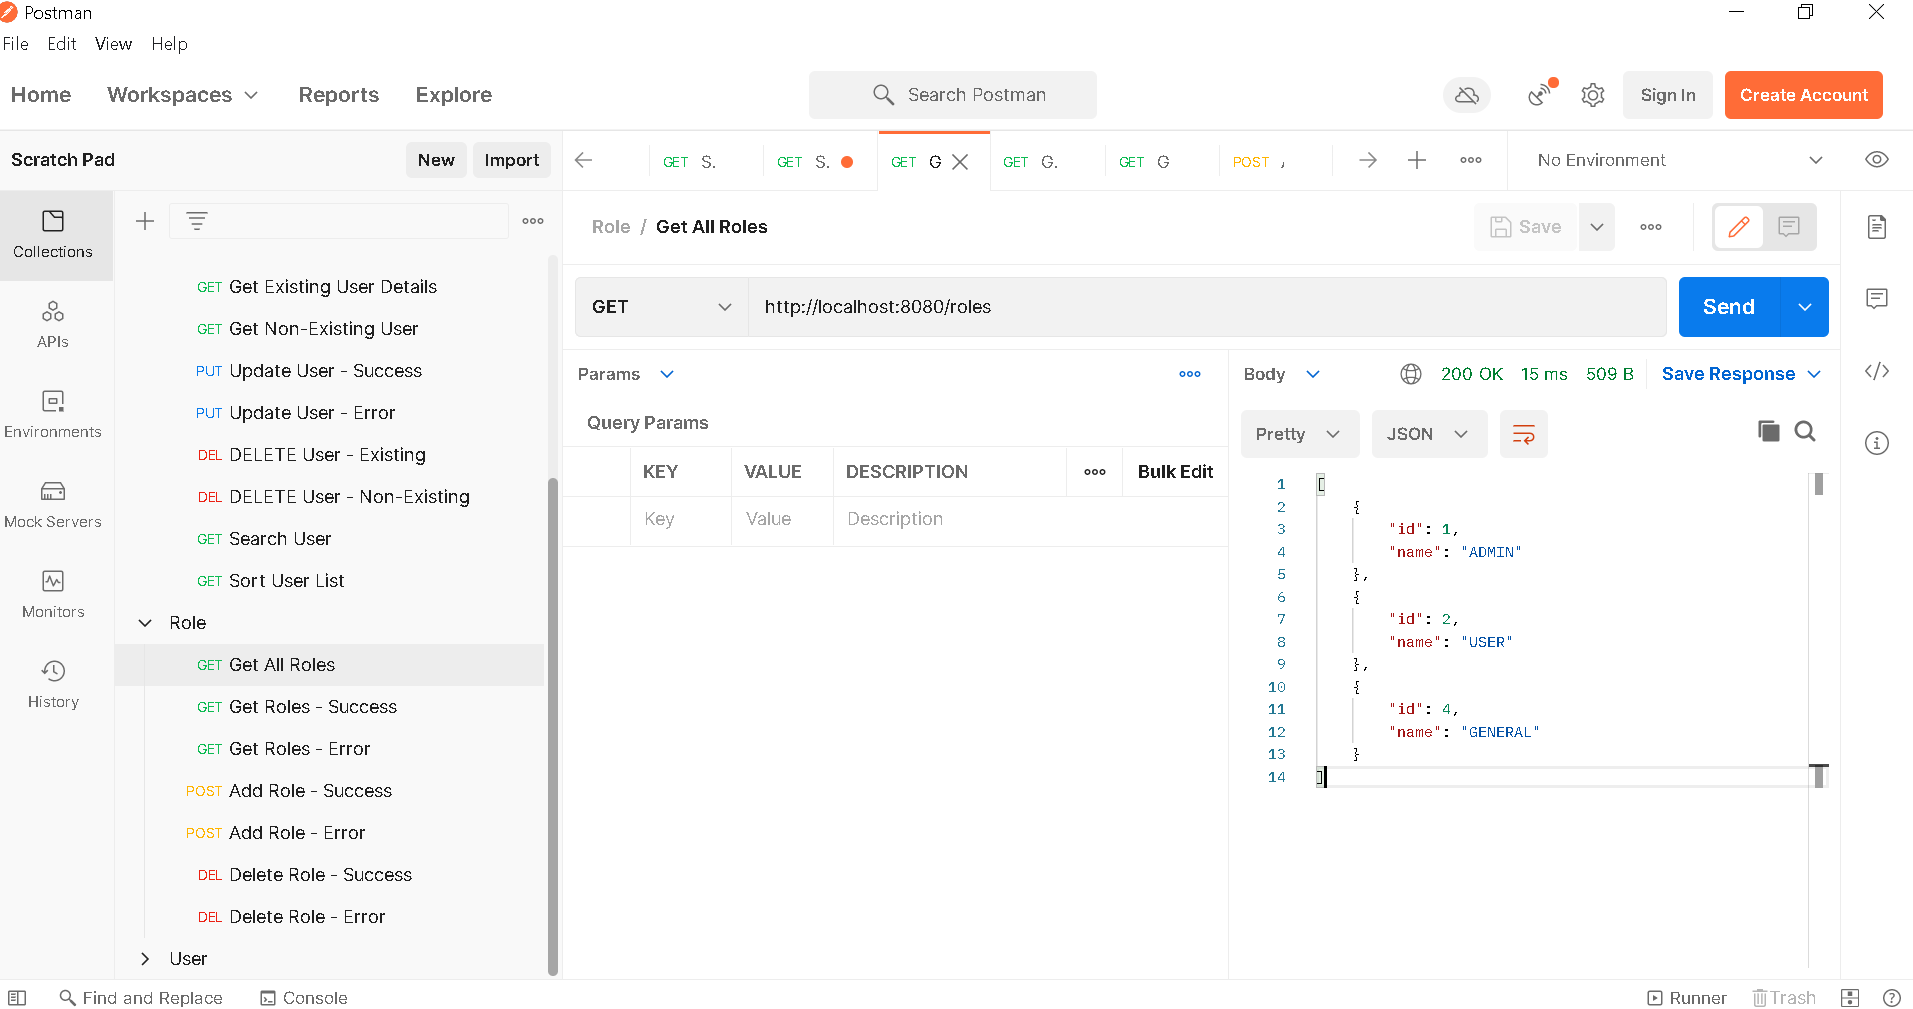 Postman
File Edit View Help
Home Workspaces Reports Explore Search Postman Sign In Create Account
Scratch Pad New Import
GET S. GET S. GET G GET G. GET G POST No Environment
Collections
APIs
Environments
Mock Servers
Monitors
History
GET Get Existing User Details
GET Get Non-Existing User
PUT Update User - Success
PUT Update User - Error
DEL DELETE User - Existing
DEL DELETE User - Non-Existing
GET Search User
GET Sort User List
Role
GET Get All Roles
GET Get Roles - Success
GET Get Roles - Error
POST Add Role - Success
POST Add Role - Error
DEL Delete Role - Success
DEL Delete Role - Error
User
Role / Get All Roles Save
GET http://localhost:8080/roles Send
Params
Query Params
KEY VALUE DESCRIPTION Bulk Edit
Key Value Description
Body 200 OK 15 ms 509 B Save Response
Pretty JSON
1 [
2 {
3 "id": 1,
4 "name": "ADMIN"
5 },
6 {
7 "id": 2,
8 "name": "USER"
9 },
10 {
11 "id": 4,
12 "name": "GENERAL"
13 }
14 ]
Find and Replace Console Runner Trash